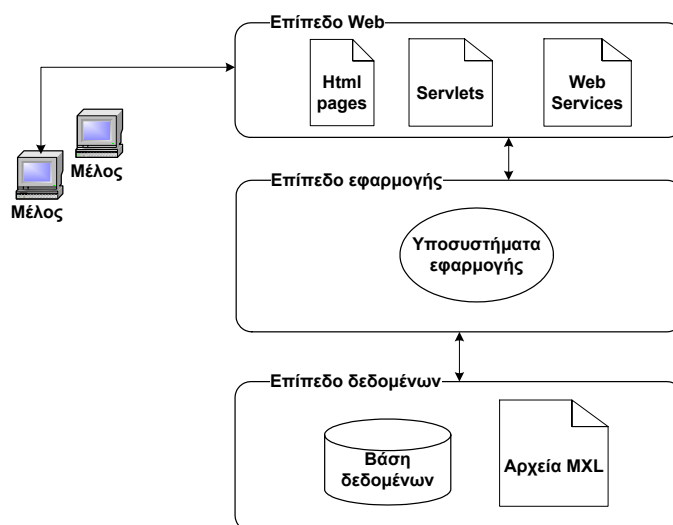 Επίπεδο Web
Html
pages
Servlets
Web
Services
Μέλος
Μέλος
Επίπεδο εφαρμογής
Υποσυστήματα
εφαρμογής
Επίπεδο δεδομένων
Βάση
δεδομένων
Αρχεία MXL